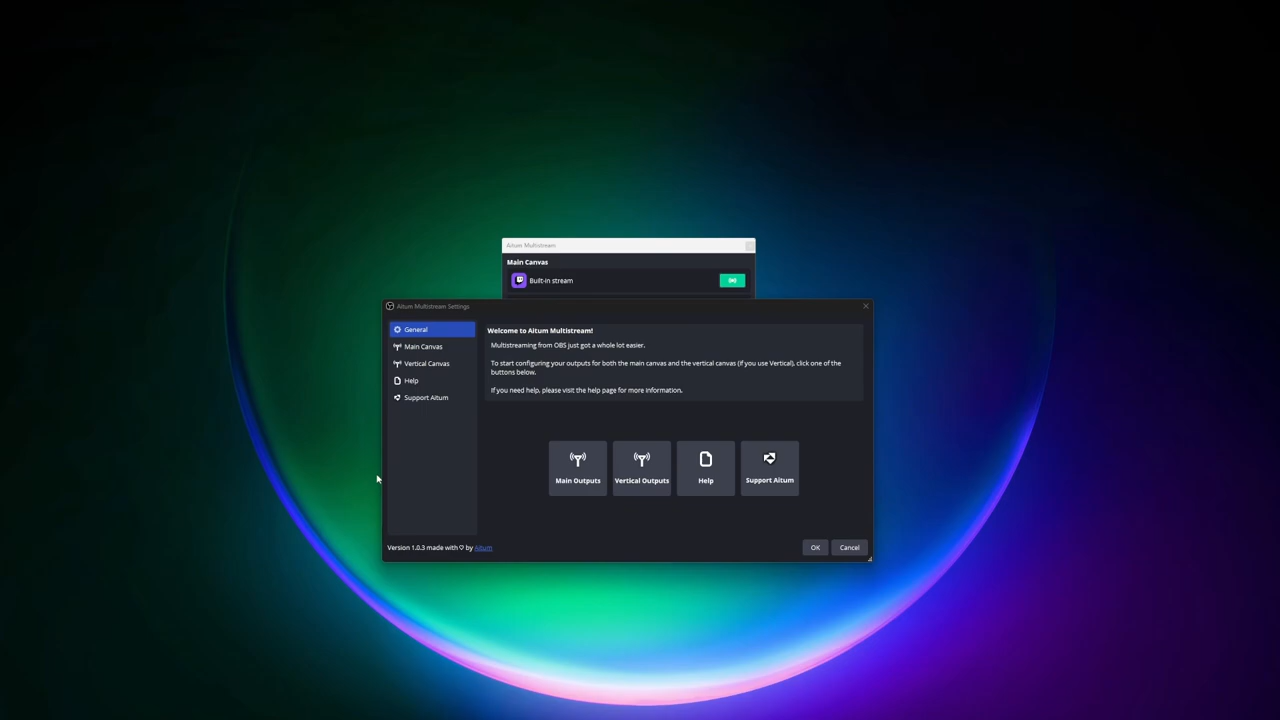 Aitum Multistream
Main Canvas
Built-in stream
Aitum Multistream Settings
General
Main Canvas
Vertical Canvas
Help
Support Aitum
Welcome to Aitum Multistream!
Multistreaming from OBS just got a whole lot easier.
To start configuring your outputs for both the main canvas and the vertical canvas (if you use Vertical), click one of the
buttons below.
If you need help, please visit the help page for more information.
Main Outputs
Vertical Outputs
Help
Support Aitum
Version 1.0.3 made with ♡ by Aitum
OK
Cancel